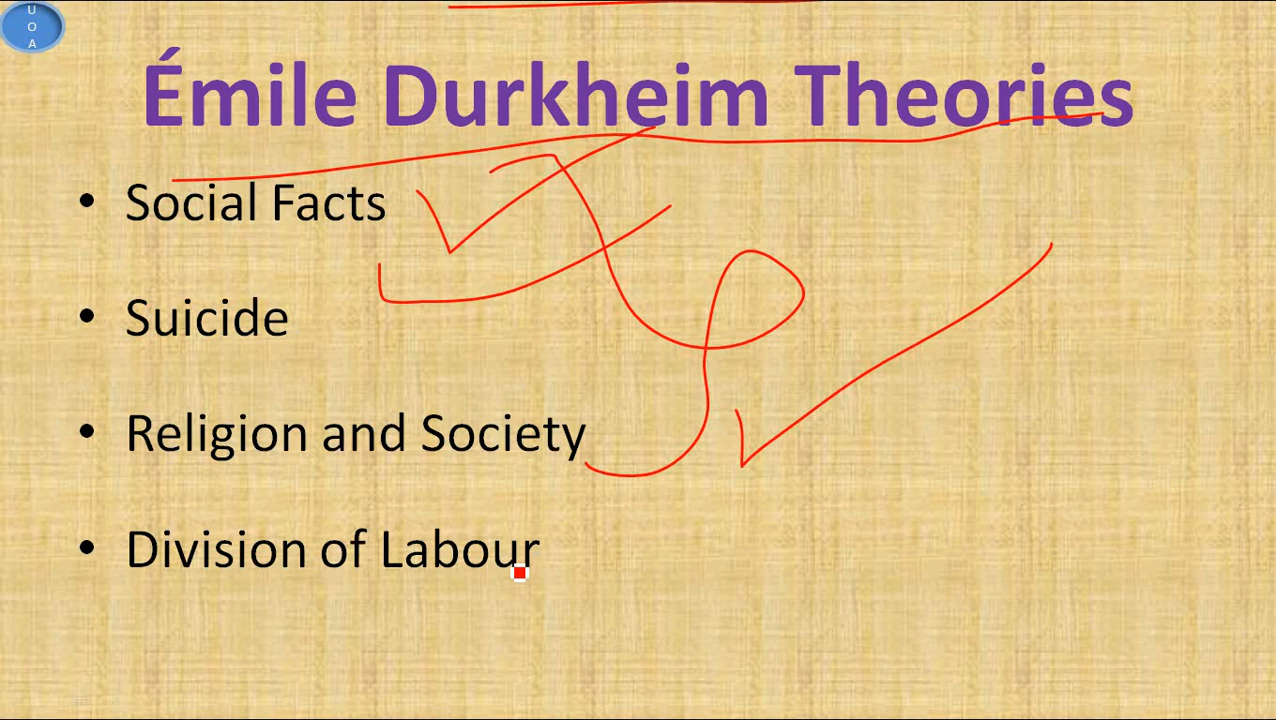 U
O
A
Émile Durkheim Theories
• Social Facts
• Suicide
• Religion and Society
• Division of Labour